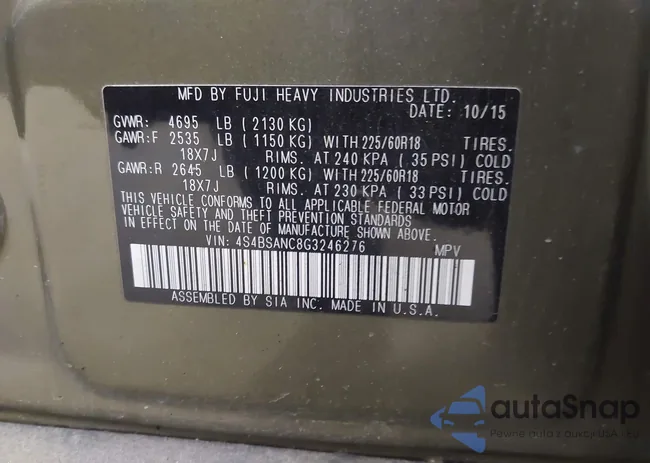 MFD BY FUJI HEAVY INDUSTRIES LTD.
DATE: 10/15
GVWR: 4695 LB ( 2130 KG)
GAWR:F 2535 LB ( 1150 KG) WITH 225/60R18 TIRES.
18X7J RIMS. AT 240 KPA ( 35 PSI) COLD
GAWR:R 2645 LB ( 1200 KG) WITH 225/60R18 TIRES.
18X7J RIMS. AT 230 KPA ( 33 PSI) COLD
THIS VEHICLE CONFORMS TO ALL APPLICABLE FEDERAL MOTOR
VEHICLE SAFETY AND THEFT PREVENTION STANDARDS
IN EFFECT ON THE DATE OF MANUFACTURE SHOWN ABOVE.
VIN: 4S4BSANC8G3246276 MPV
ASSEMBLED BY SIA INC. MADE IN U.S.A.
autaSnap
Pewne auta z aukcji USA